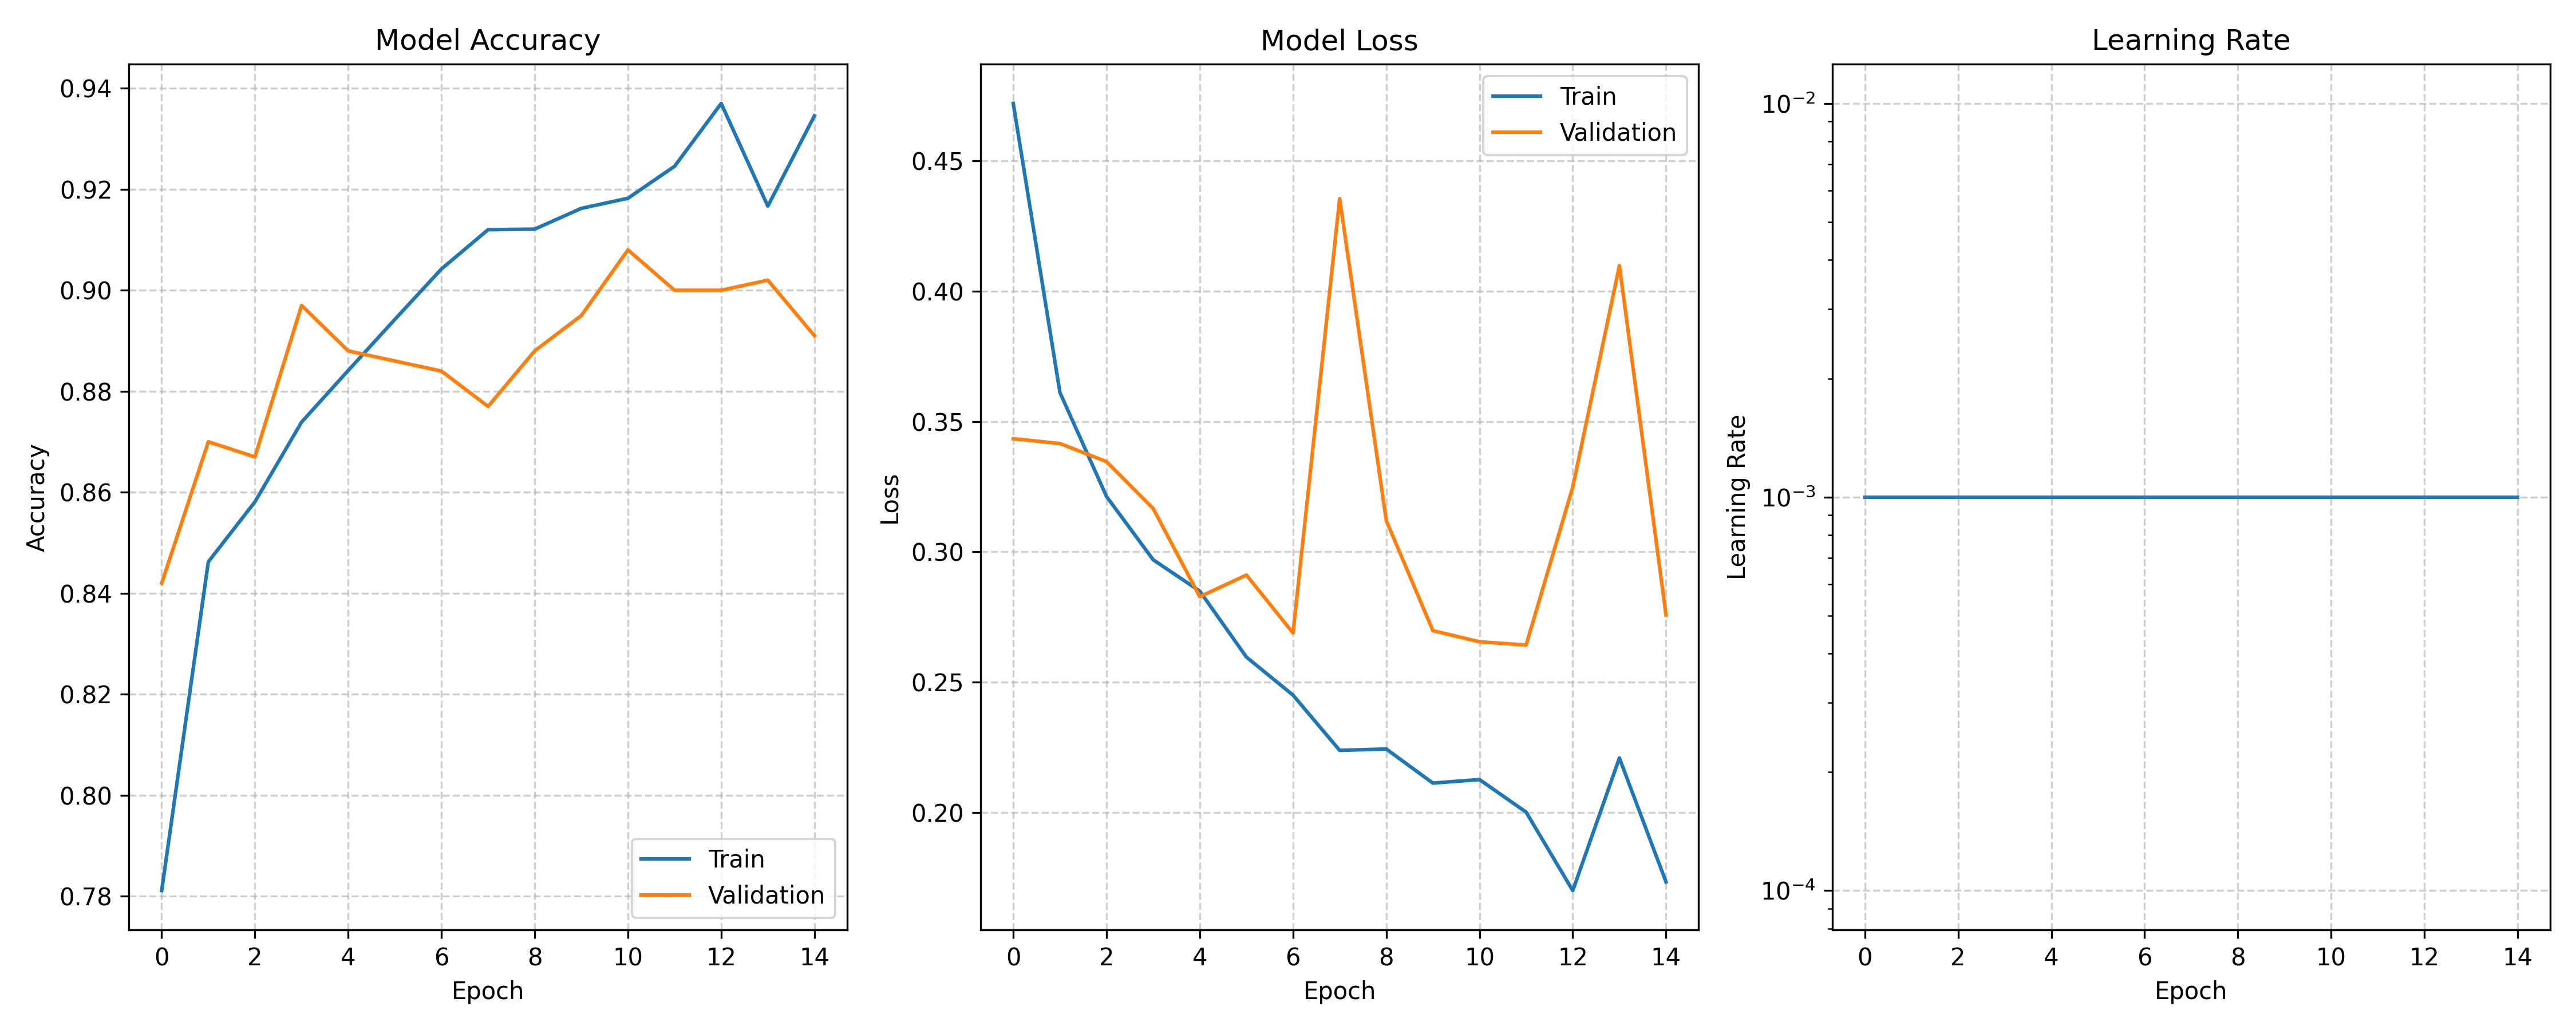 Model Accuracy
Accuracy
0.94
0.92
0.90
0.88
0.86
0.84
0.82
0.80
0.78
0 2 4 6 8 10 12 14
Epoch
Train
Validation
Model Loss
Loss
0.45
0.40
0.35
0.30
0.25
0.20
0 2 4 6 8 10 12 14
Epoch
Train
Validation
Learning Rate
Learning Rate
10⁻²
10⁻³
10⁻⁴
0 2 4 6 8 10 12 14
Epoch